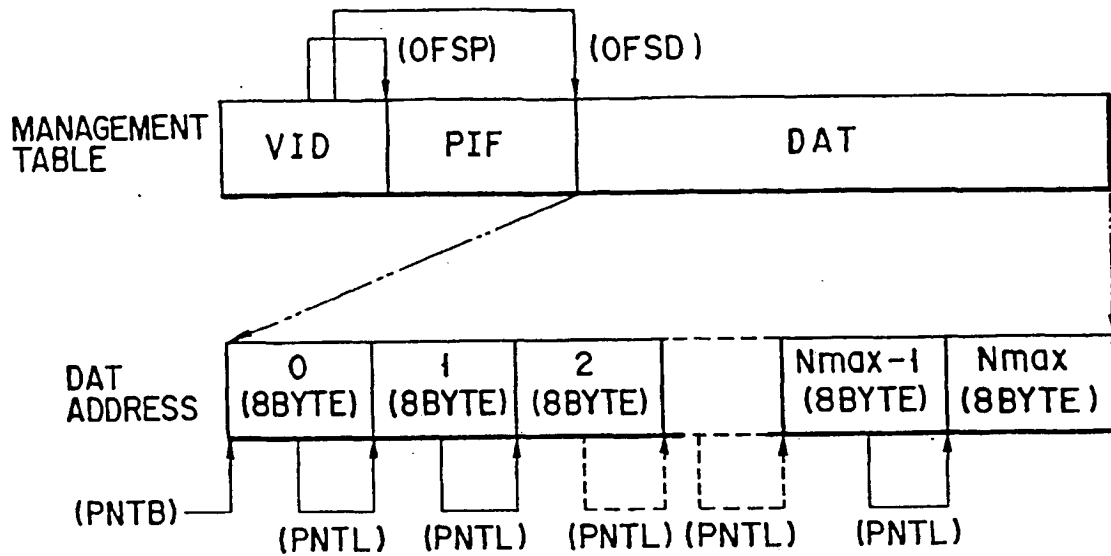 (OFSP)
(OFSD)
MANAGEMENT
TABLE
VID
PIF
DAT
DAT
ADDRESS
0
(8BYTE)
1
(8BYTE)
2
(8BYTE)
Nmax-1
(8BYTE)
Nmax
(8BYTE)
(PNTB)
(PNTL)
(PNTL)
(PNTL)
(PNTL)
(PNTL)